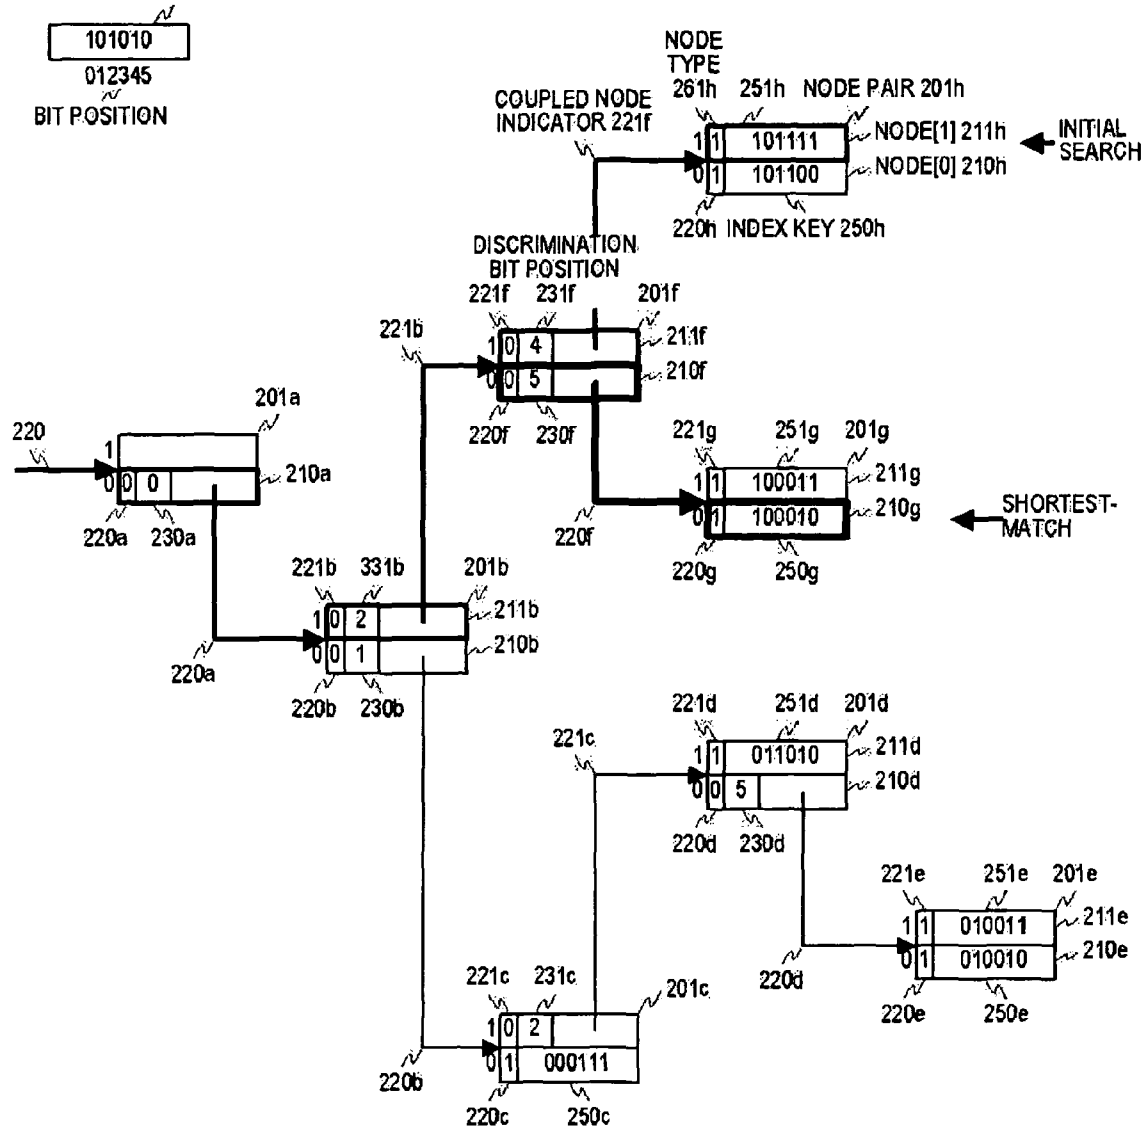 101010
012345
BIT POSITION
NODE
TYPE
261h 251h NODE PAIR 201h
COUPLED NODE
INDICATOR 221f
1 1 101111 NODE[1] 211h
0 1 101100 NODE[0] 210h
INITIAL
SEARCH
220h INDEX KEY 250h
DISCRIMINATION
BIT POSITION
221f 231f 201f
221b
1 0 4 211f
0 0 5 210f
220f 230f
201a
220
1
0 0 0 210a
220a 230a
221g 251g 201g
1 1 100011 211g
0 1 100010 210g
SHORTEST-
MATCH
220f
220g 250g
221b 331b 201b
1 0 2 211b
0 0 1 210b
220a
220b 230b
221d 251d 201d
221c
1 1 011010 211d
0 0 5 210d
220d 230d
221e 251e 201e
1 1 010011 211e
0 1 010010 210e
220d
220e 250e
221c 231c 201c
1 0 2
0 1 000111
220b
220c 250c